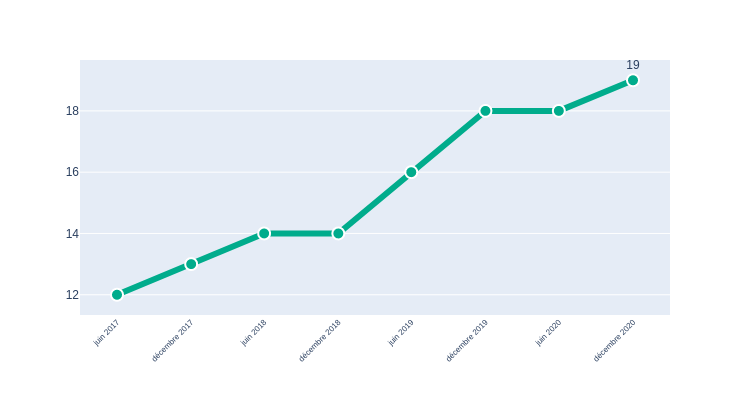 19
18
16
14
12
juin 2017
décembre 2017
juin 2018
décembre 2018
juin 2019
décembre 2019
juin 2020
décembre 2020